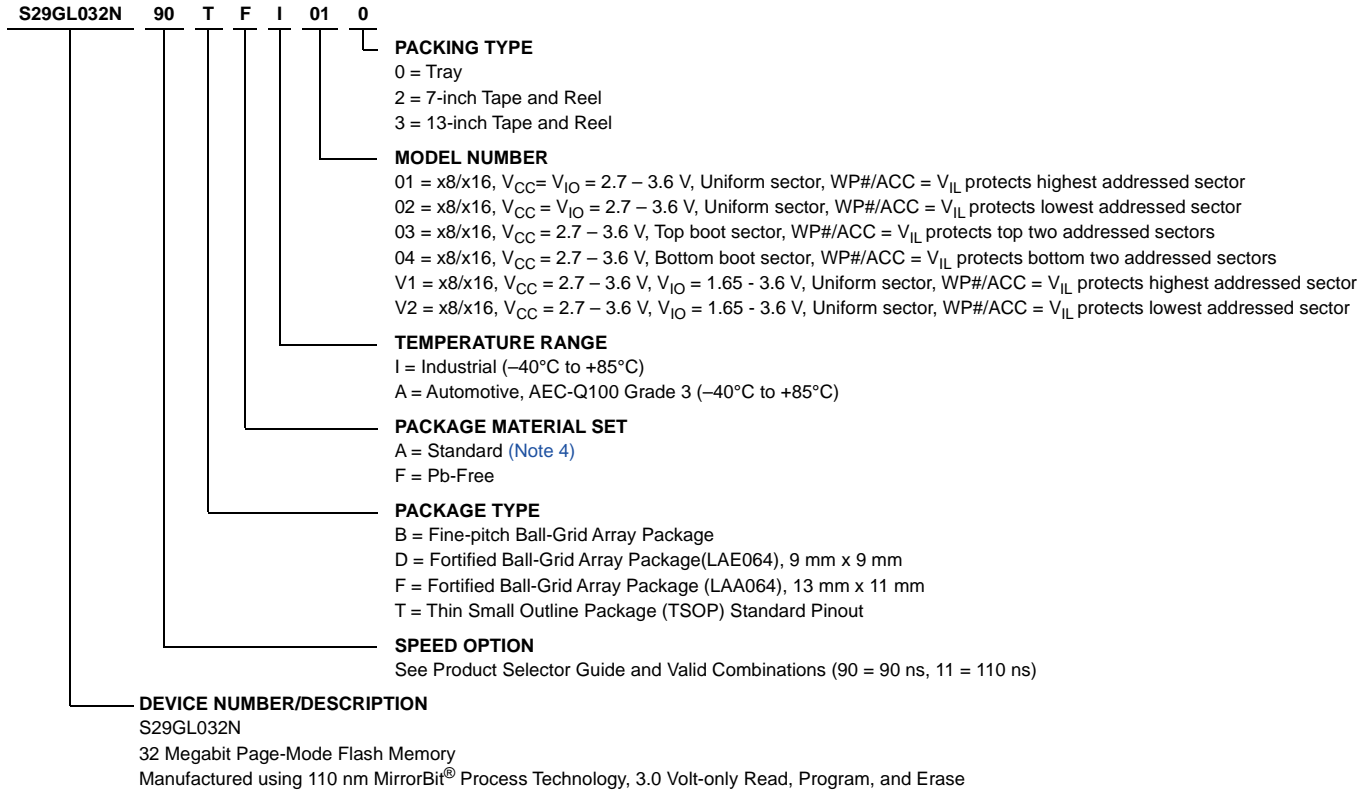 S29GL032N 90 T F I 01 0
PACKING TYPE
0 = Tray
2 = 7-inch Tape and Reel
3 = 13-inch Tape and Reel
MODEL NUMBER
01 = x8/x16, VCC= VIO = 2.7 – 3.6 V, Uniform sector, WP#/ACC = VIL protects highest addressed sector
02 = x8/x16, VCC = VIO = 2.7 – 3.6 V, Uniform sector, WP#/ACC = VIL protects lowest addressed sector
03 = x8/x16, VCC = 2.7 – 3.6 V, Top boot sector, WP#/ACC = VIL protects top two addressed sectors
04 = x8/x16, VCC = 2.7 – 3.6 V, Bottom boot sector, WP#/ACC = VIL protects bottom two addressed sectors
V1 = x8/x16, VCC = 2.7 – 3.6 V, VIO = 1.65 - 3.6 V, Uniform sector, WP#/ACC = VIL protects highest addressed sector
V2 = x8/x16, VCC = 2.7 – 3.6 V, VIO = 1.65 - 3.6 V, Uniform sector, WP#/ACC = VIL protects lowest addressed sector
TEMPERATURE RANGE
I = Industrial (–40°C to +85°C)
A = Automotive, AEC-Q100 Grade 3 (–40°C to +85°C)
PACKAGE MATERIAL SET
A = Standard (Note 4)
F = Pb-Free
PACKAGE TYPE
B = Fine-pitch Ball-Grid Array Package
D = Fortified Ball-Grid Array Package(LAE064), 9 mm x 9 mm
F = Fortified Ball-Grid Array Package (LAA064), 13 mm x 11 mm
T = Thin Small Outline Package (TSOP) Standard Pinout
SPEED OPTION
See Product Selector Guide and Valid Combinations (90 = 90 ns, 11 = 110 ns)
DEVICE NUMBER/DESCRIPTION
S29GL032N
32 Megabit Page-Mode Flash Memory
Manufactured using 110 nm MirrorBit® Process Technology, 3.0 Volt-only Read, Program, and Erase